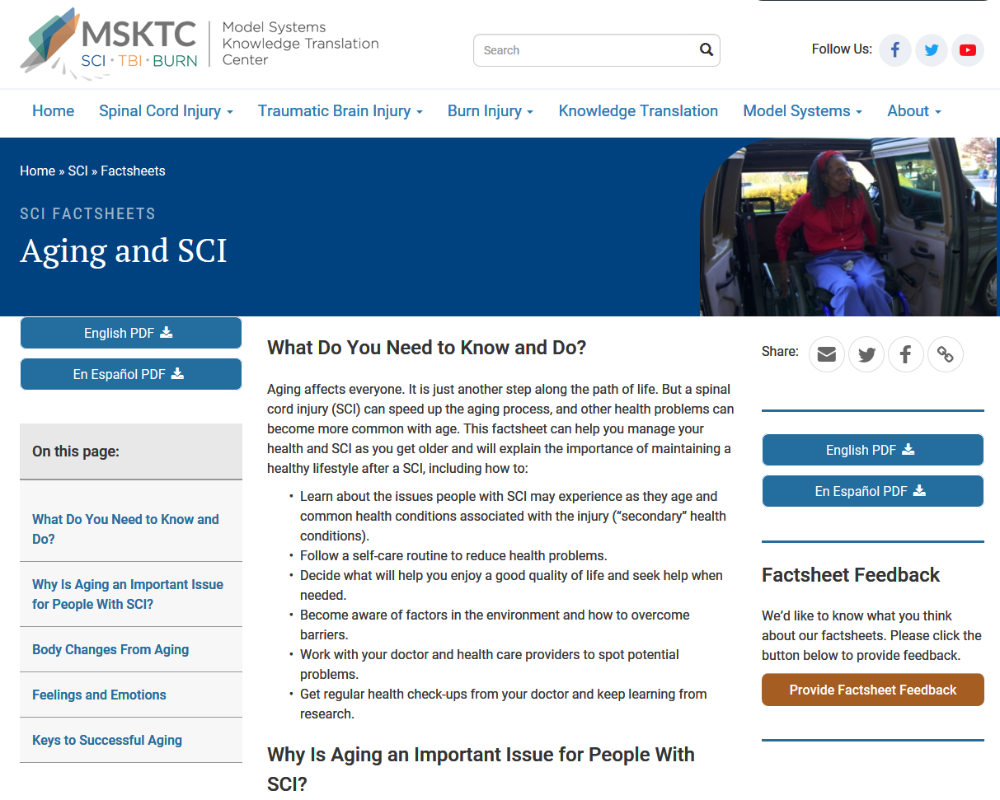 MSKTC
SCI · TBI · BURN
Model Systems
Knowledge Translation
Center
Search
Follow Us:
Home
Spinal Cord Injury
Traumatic Brain Injury
Burn Injury
Knowledge Translation
Model Systems
About
Home » SCI » Factsheets
SCI FACTSHEETS
Aging and SCI
English PDF
En Español PDF
On this page:
What Do You Need to Know and
Do?
Why Is Aging an Important Issue
for People With SCI?
Body Changes From Aging
Feelings and Emotions
Keys to Successful Aging
What Do You Need to Know and Do?
Aging affects everyone. It is just another step along the path of life. But a spinal
cord injury (SCI) can speed up the aging process, and other health problems can
become more common with age. This factsheet can help you manage your
health and SCI as you get older and will explain the importance of maintaining a
healthy lifestyle after a SCI, including how to:
• Learn about the issues people with SCI may experience as they age and
common health conditions associated with the injury (“secondary” health
conditions).
• Follow a self-care routine to reduce health problems.
• Decide what will help you enjoy a good quality of life and seek help when
needed.
• Become aware of factors in the environment and how to overcome
barriers.
• Work with your doctor and health care providers to spot potential
problems.
• Get regular health check-ups from your doctor and keep learning from
research.
Why Is Aging an Important Issue for People With
SCI?
Share:
English PDF
En Español PDF
Factsheet Feedback
We’d like to know what you think
about our factsheets. Please click the
button below to provide feedback.
Provide Factsheet Feedback